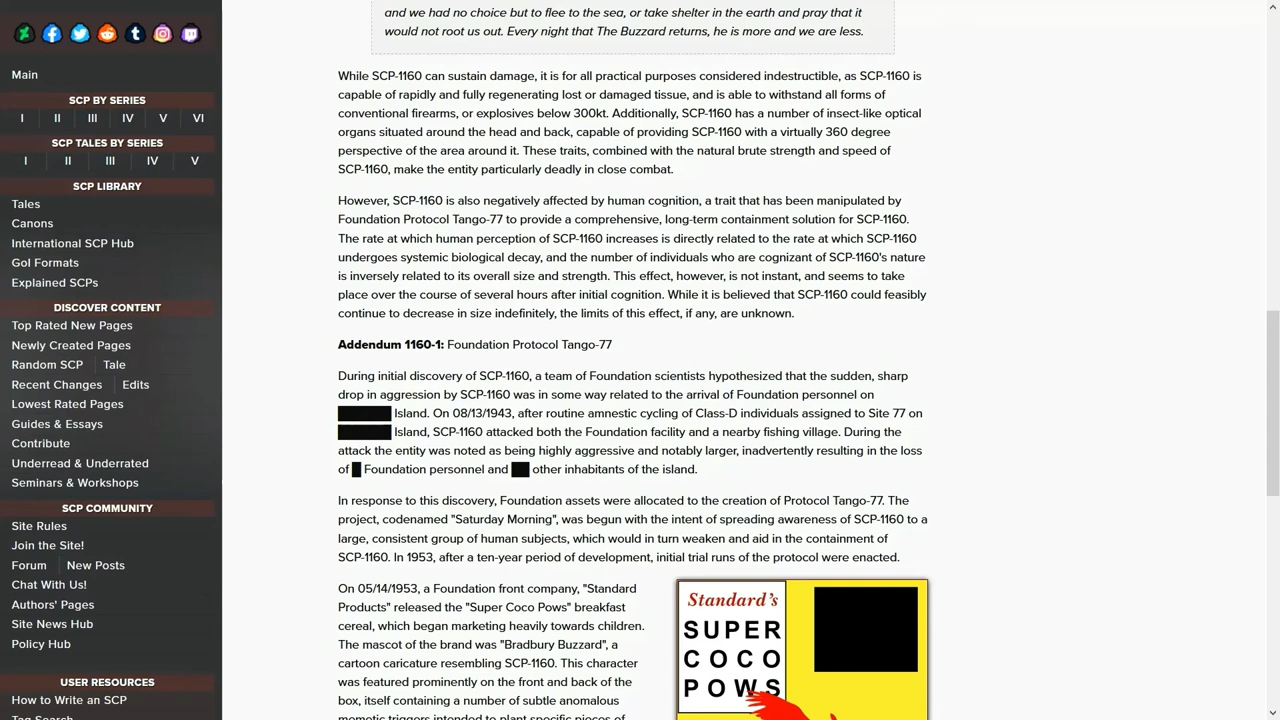 Main
SCP BY SERIES
I II III IV V VI
SCP TALES BY SERIES
I II III IV V
SCP LIBRARY
Tales
Canons
International SCP Hub
GoI Formats
Explained SCPs
DISCOVER CONTENT
Top Rated New Pages
Newly Created Pages
Random SCP Tale
Recent Changes Edits
Lowest Rated Pages
Guides & Essays
Contribute
Underread & Underrated
Seminars & Workshops
SCP COMMUNITY
Site Rules
Join the Site!
Forum New Posts
Chat With Us!
Authors' Pages
Site News Hub
Policy Hub
USER RESOURCES
How to Write an SCP
Tag Search
and we had no choice but to flee to the sea, or take shelter in the earth and pray that it
would not root us out. Every night that The Buzzard returns, he is more and we are less.
While SCP-1160 can sustain damage, it is for all practical purposes considered indestructible, as SCP-1160 is
capable of rapidly and fully regenerating lost or damaged tissue, and is able to withstand all forms of
conventional firearms, or explosives below 300kt. Additionally, SCP-1160 has a number of insect-like optical
organs situated around the head and back, capable of providing SCP-1160 with a virtually 360 degree
perspective of the area around it. These traits, combined with the natural brute strength and speed of
SCP-1160, make the entity particularly deadly in close combat.
However, SCP-1160 is also negatively affected by human cognition, a trait that has been manipulated by
Foundation Protocol Tango-77 to provide a comprehensive, long-term containment solution for SCP-1160.
The rate at which human perception of SCP-1160 increases is directly related to the rate at which SCP-1160
undergoes systemic biological decay, and the number of individuals who are cognizant of SCP-1160's nature
is inversely related to its overall size and strength. This effect, however, is not instant, and seems to take
place over the course of several hours after initial cognition. While it is believed that SCP-1160 could feasibly
continue to decrease in size indefinitely, the limits of this effect, if any, are unknown.
Addendum 1160-1: Foundation Protocol Tango-77
During initial discovery of SCP-1160, a team of Foundation scientists hypothesized that the sudden, sharp
drop in aggression by SCP-1160 was in some way related to the arrival of Foundation personnel on
Island. On 08/13/1943, after routine amnestic cycling of Class-D individuals assigned to Site 77 on
Island, SCP-1160 attacked both the Foundation facility and a nearby fishing village. During the
attack the entity was noted as being highly aggressive and notably larger, inadvertently resulting in the loss
of Foundation personnel and other inhabitants of the island.
In response to this discovery, Foundation assets were allocated to the creation of Protocol Tango-77. The
project, codenamed "Saturday Morning", was begun with the intent of spreading awareness of SCP-1160 to a
large, consistent group of human subjects, which would in turn weaken and aid in the containment of
SCP-1160. In 1953, after a ten-year period of development, initial trial runs of the protocol were enacted.
On 05/14/1953, a Foundation front company, "Standard
Products" released the "Super Coco Pows" breakfast
cereal, which began marketing heavily towards children.
The mascot of the brand was "Bradbury Buzzard", a
cartoon caricature resembling SCP-1160. This character
was featured prominently on the front and back of the
box, itself containing a number of subtle anomalous
memetic triggers intended to plant specific pieces of
Standard's
SUPER
COCO
POWS